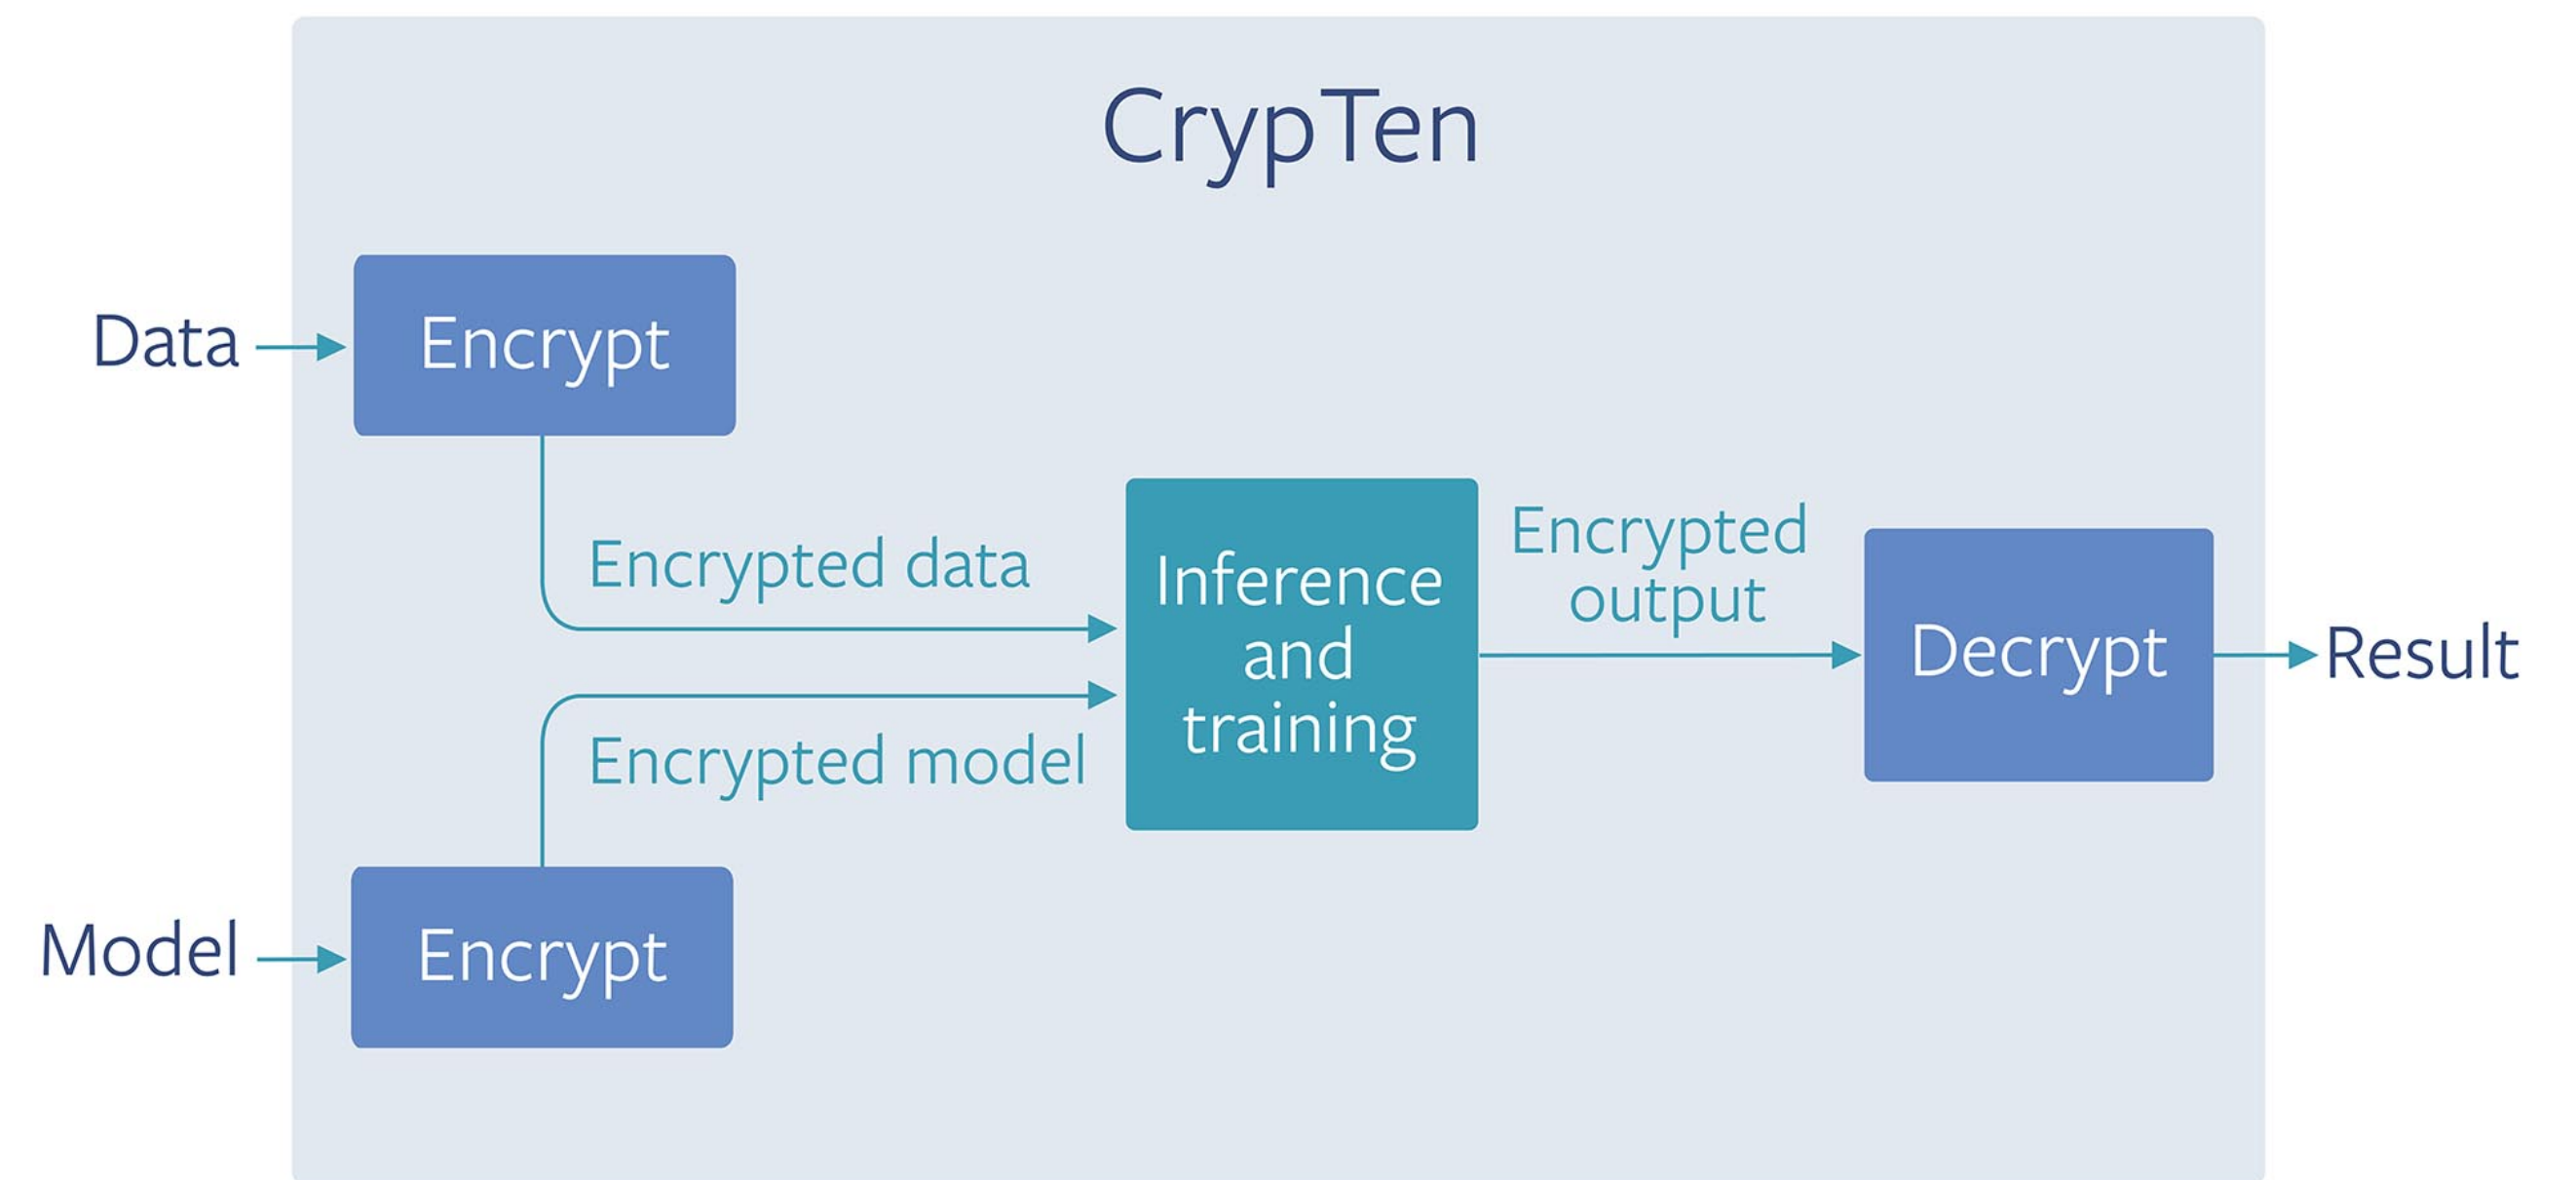 CrypTen
Data
Encrypt
Encrypted data
Encrypted model
Model
Encrypt
Inference
and
training
Encrypted
output
Decrypt
Result